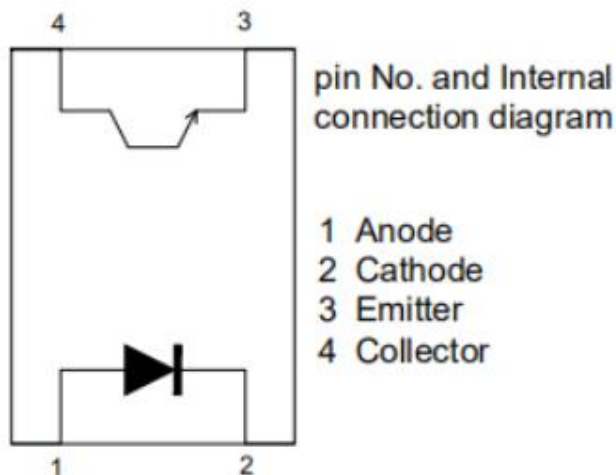 4 3
pin No. and Internal
connection diagram
1 Anode
2 Cathode
3 Emitter
4 Collector
1 2